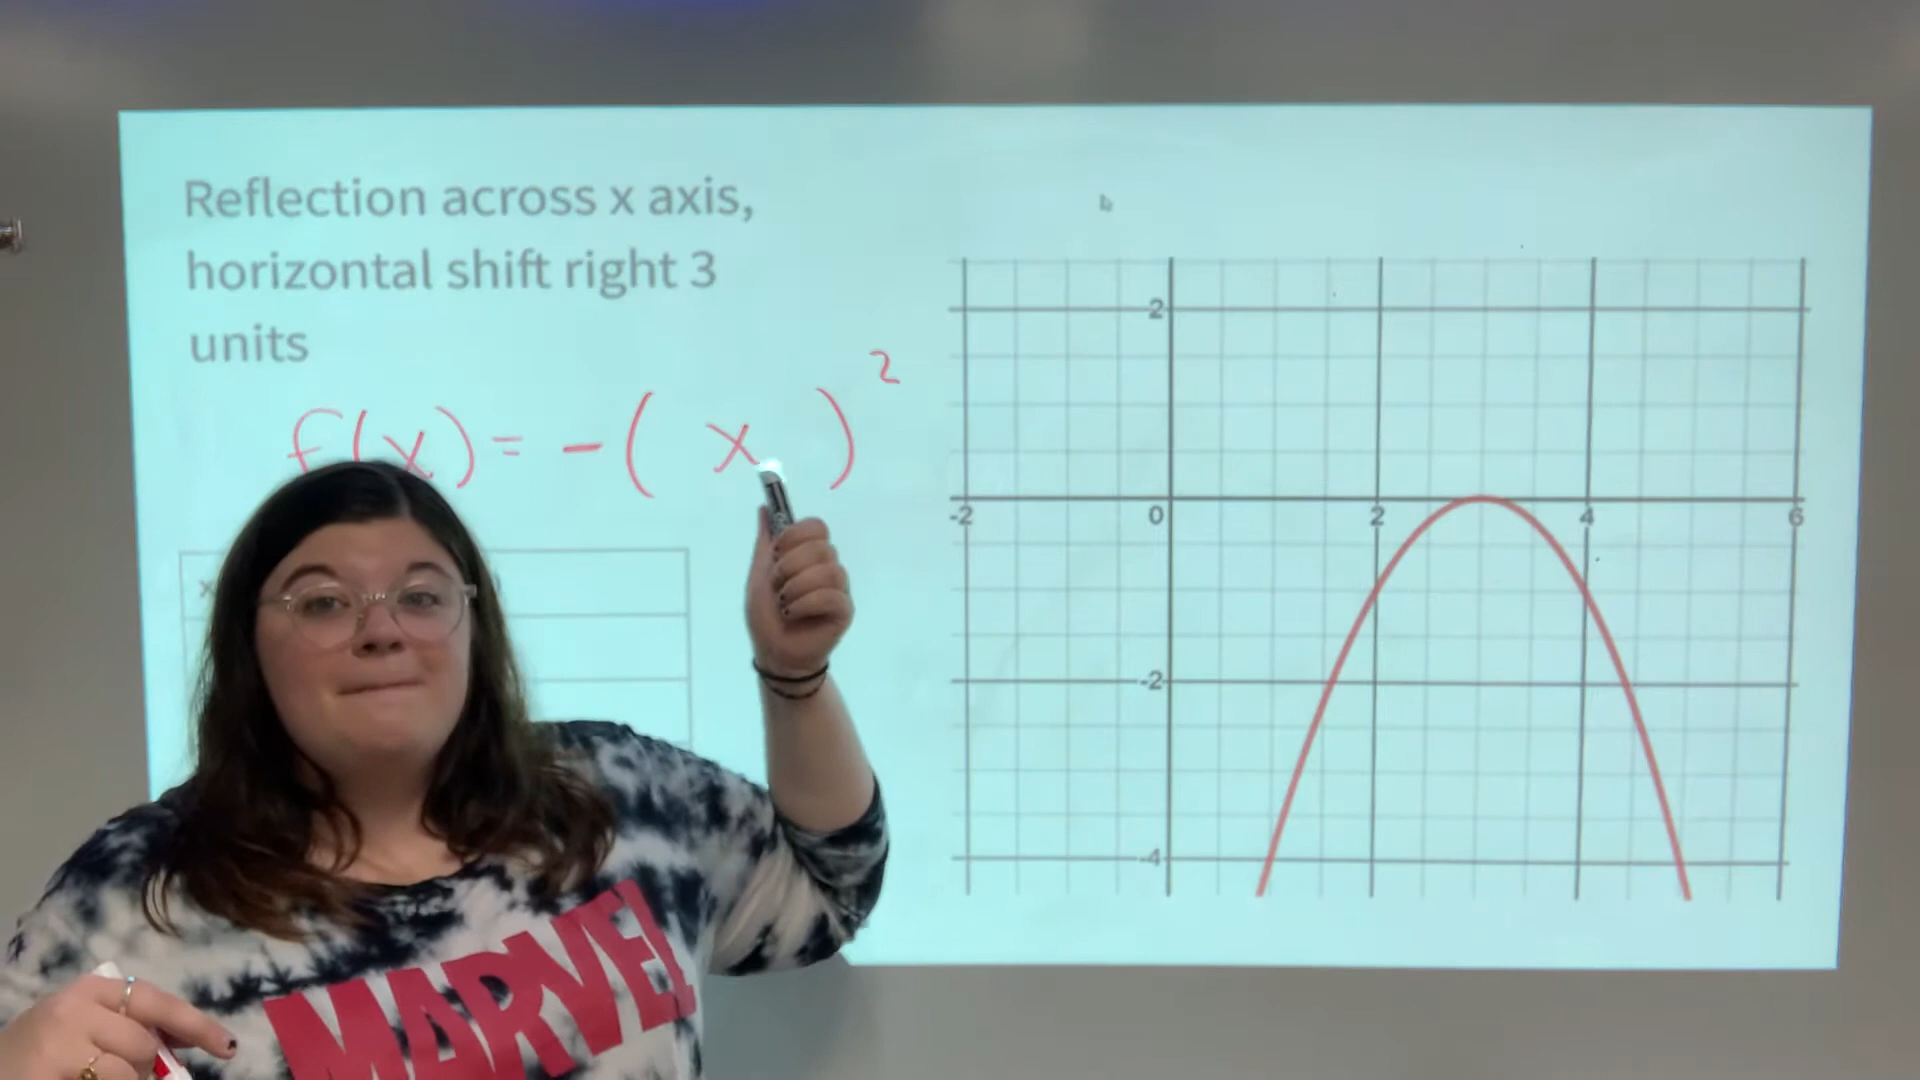 Reflection across x axis,
horizontal shift right 3
units
f(x) = - ( x )²
x
2
-2 0 2 4 6
-2
-4
MARVEL